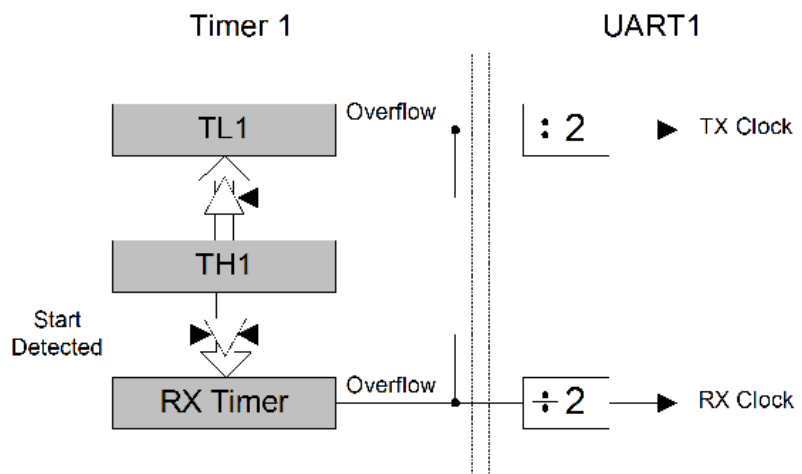 Timer 1
UART1
TL1
Overflow
: 2
TX Clock
TH1
Start
Detected
RX Timer
Overflow
÷ 2
RX Clock